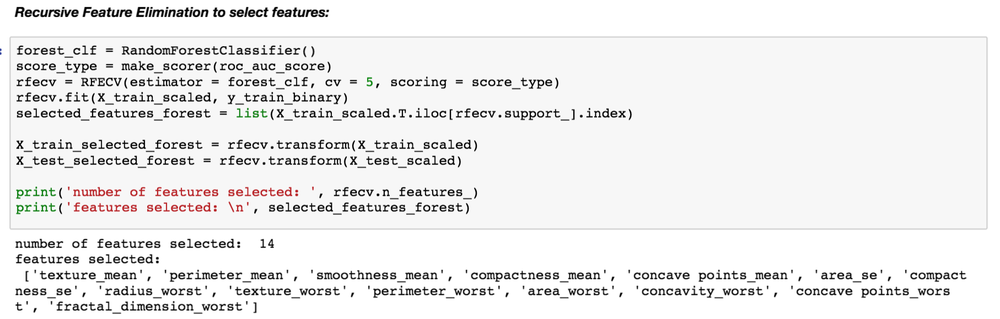 Recursive Feature Elimination to select features:
:
forest_clf = RandomForestClassifier()
score_type = make_scorer(roc_auc_score)
rfecv = RFECV(estimator = forest_clf, cv = 5, scoring = score_type)
rfecv.fit(X_train_scaled, y_train_binary)
selected_features_forest = list(X_train_scaled.T.iloc[rfecv.support_].index)
X_train_selected_forest = rfecv.transform(X_train_scaled)
X_test_selected_forest = rfecv.transform(X_test_scaled)
print('number of features selected: ', rfecv.n_features_)
print('features selected: \n', selected_features_forest)
number of features selected:  14
features selected:
 ['texture_mean', 'perimeter_mean', 'smoothness_mean', 'compactness_mean', 'concave points_mean', 'area_se', 'compact
ness_se', 'radius_worst', 'texture_worst', 'perimeter_worst', 'area_worst', 'concavity_worst', 'concave points_wors
t', 'fractal_dimension_worst']